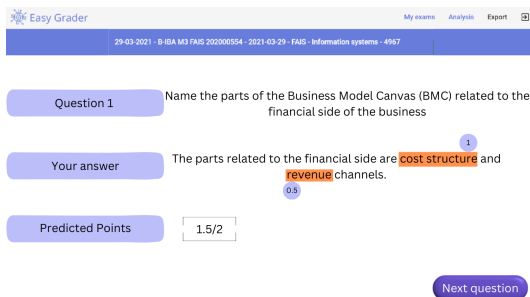 Easy Grader
My exams Analysis Export
29-03-2021 - B-IBA M3 FAIS 202000554 - 2021-03-29 - FAIS - Information systems - 4967
Question 1
Name the parts of the Business Model Canvas (BMC) related to the
financial side of the business
1
Your answer
The parts related to the financial side are cost structure and
revenue channels.
0.5
Predicted Points
1.5/2
Next question